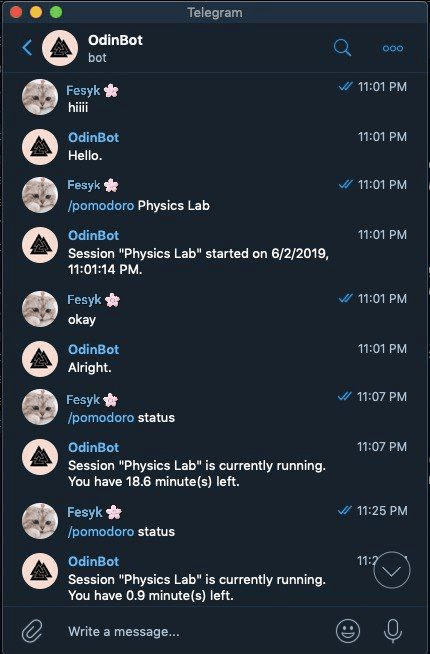 Telegram
OdinBot
bot
Fesyk 🌸 11:01 PM
hiiii
OdinBot 11:01 PM
Hello.
Fesyk 🌸 11:01 PM
/pomodoro Physics Lab
OdinBot 11:01 PM
Session "Physics Lab" started on 6/2/2019,
11:01:14 PM.
Fesyk 🌸 11:01 PM
okay
OdinBot 11:01 PM
Alright.
Fesyk 🌸 11:07 PM
/pomodoro status
OdinBot 11:07 PM
Session "Physics Lab" is currently running.
You have 18.6 minute(s) left.
Fesyk 🌸 11:25 PM
/pomodoro status
OdinBot
Session "Physics Lab" is currently running.
You have 0.9 minute(s) left.
Write a message...